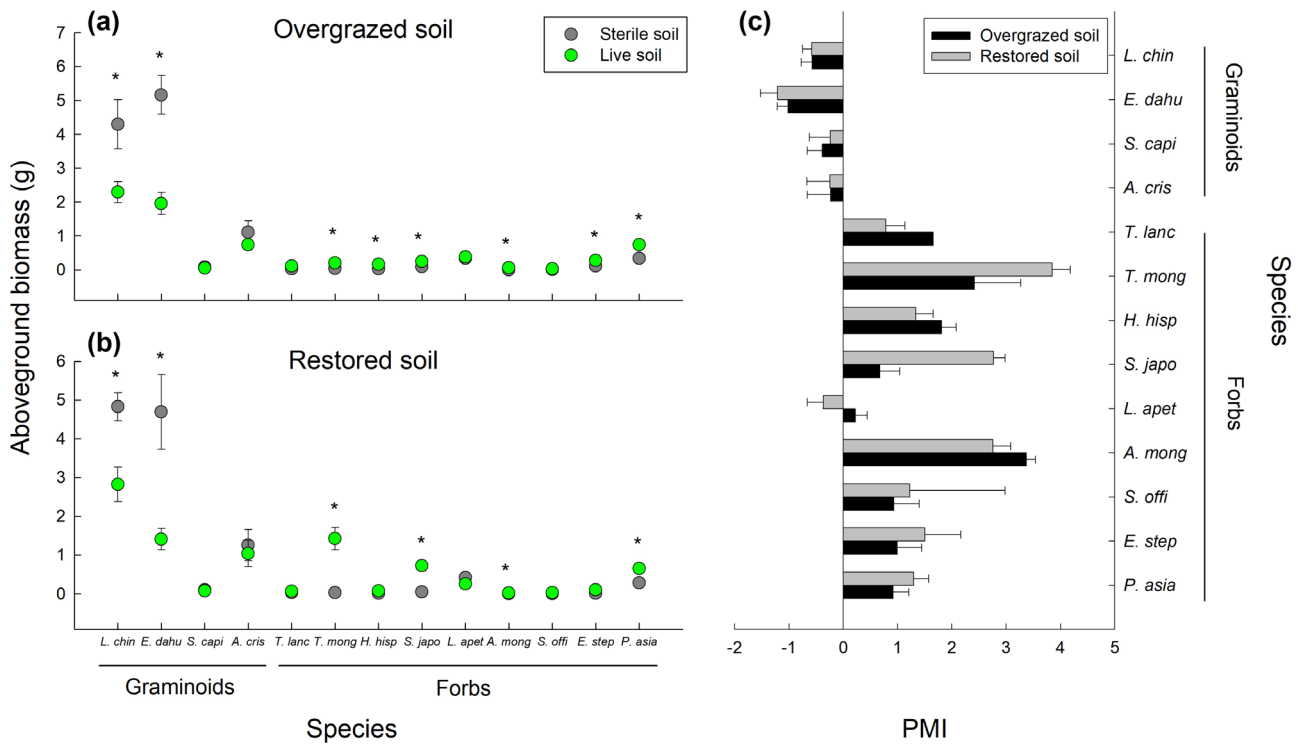 (a)
Overgrazed soil
Sterile soil
Live soil
7
6
5
4
3
2
1
0
* * * * * * * *
Aboveground biomass (g)
(b)
Restored soil
6
5
4
3
2
1
0
* * * * * *
L. chin E. dahu S. capi A. cris T. lanc T. mong H. hisp S. japo L. apet A. mong S. offi E. step P. asia
Graminoids Forbs
Species
(c)
Overgrazed soil
Restored soil
L. chin
E. dahu
S. capi
A. cris
T. lanc
T. mong
H. hisp
S. japo
L. apet
A. mong
S. offi
E. step
P. asia
Graminoids
Forbs
Species
-2 -1 0 1 2 3 4 5
PMI